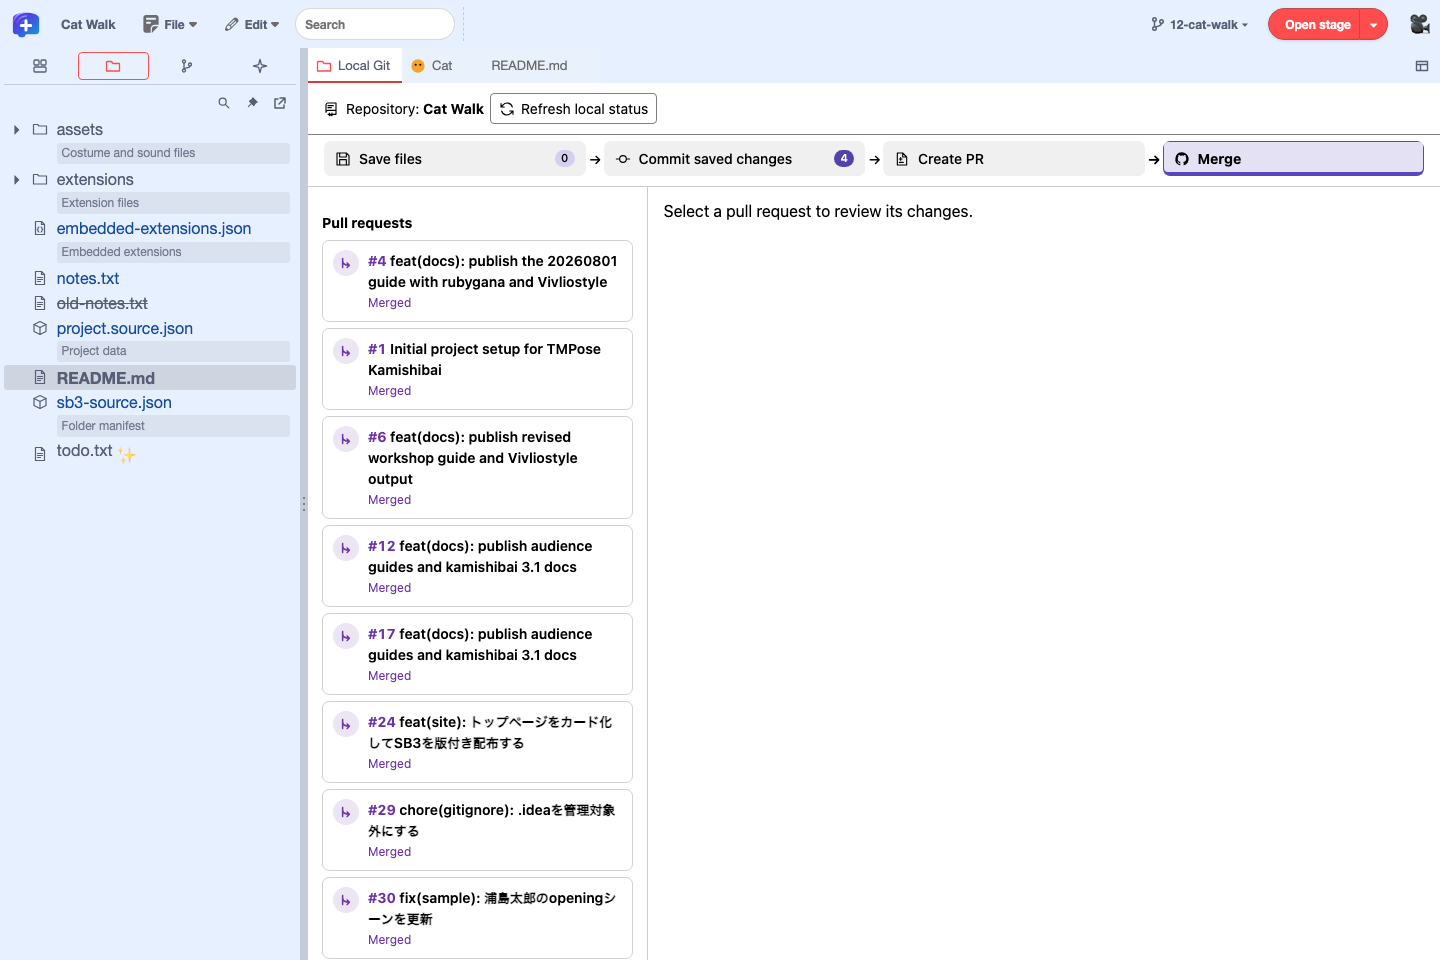 Cat Walk
File
Edit
Search
12-cat-walk
Open stage
Local Git
Cat
README.md
Repository: Cat Walk
Refresh local status
assets
Costume and sound files
extensions
Extension files
embedded-extensions.json
Embedded extensions
notes.txt
old-notes.txt
project.source.json
Project data
README.md
sb3-source.json
Folder manifest
todo.txt ✨
Save files 0
Commit saved changes 4
Create PR
Merge
Pull requests
#4 feat(docs): publish the 20260801
guide with rubygana and Vivliostyle
Merged
#1 Initial project setup for TMPose
Kamishibai
Merged
#6 feat(docs): publish revised
workshop guide and Vivliostyle
output
Merged
#12 feat(docs): publish audience
guides and kamishibai 3.1 docs
Merged
#17 feat(docs): publish audience
guides and kamishibai 3.1 docs
Merged
#24 feat(site): トップページをカード化
してSB3を版付き配布する
Merged
#29 chore(gitignore): .ideaを管理対象
外にする
Merged
#30 fix(sample): 浦島太郎のopeningシ
ーンを更新
Merged
Select a pull request to review its changes.